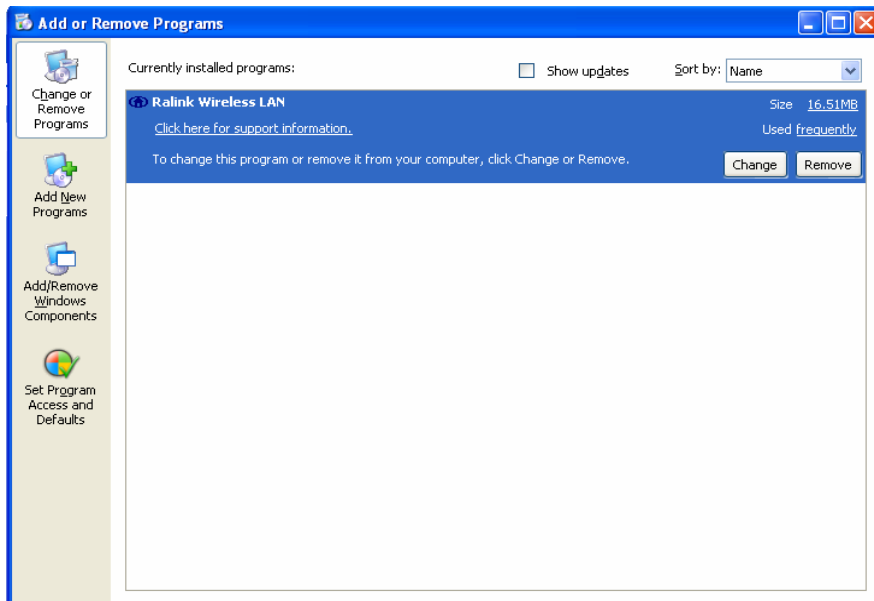 Add or Remove Programs
Change or
Remove
Programs
Add New
Programs
Add/Remove
Windows
Components
Set Program
Access and
Defaults
Currently installed programs:
Show updates
Sort by: Name
Ralink Wireless LAN
Size 16.51MB
Click here for support information.
Used frequently
To change this program or remove it from your computer, click Change or Remove.
Change Remove